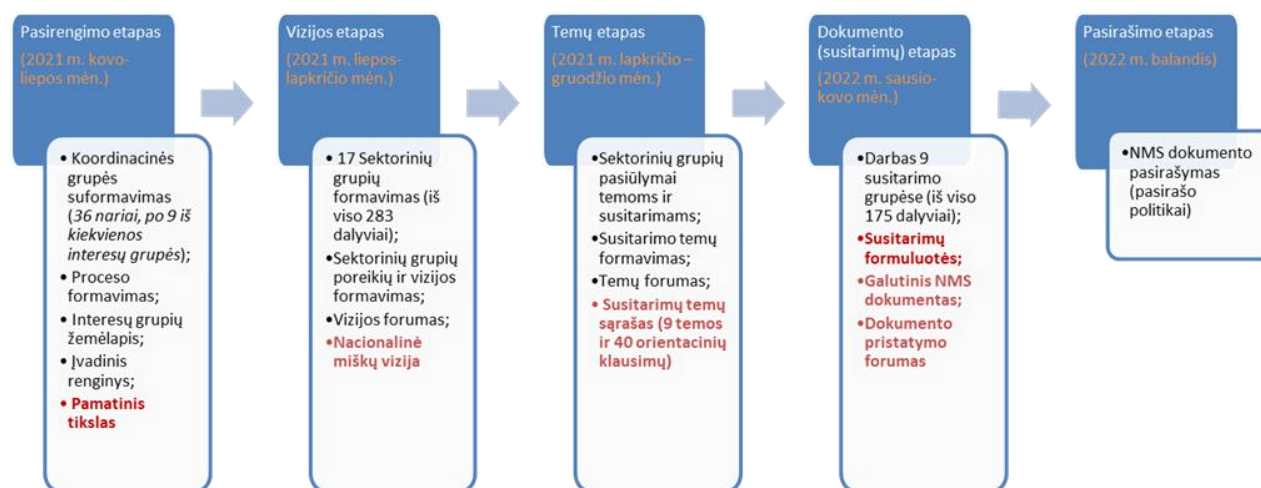 Pasirengimo etapas
(2021 m. kovo-
liepos mėn.)
• Koordinacinės
grupės
suformavimas
(36 nariai, po 9 iš
kiekvienos
interesų grupės);
• Proceso
formavimas;
• Interesų grupių
žemėlapis;
• Įvadinis
renginys;
• Pamatinis
tikslas
Vizijos etapas
(2021 m. liepos-
lapkričio mėn.)
• 17 Sektorinių
grupių
formavimas (iš
viso 283
dalyviai);
•Sektorinių grupių
poreikių ir vizijos
formavimas;
•Vizijos forumas;
•Nacionalinė
miškų vizija
Temų etapas
(2021 m. lapkričio –
gruodžio mėn.)
•Sektorinių grupių
pasiūlymai
temoms ir
susitarimams;
•Susitarimo temų
formavimas;
•Temų forumas;
• Susitarimų temų
sąrašas (9 temos
ir 40 orientacinių
klausimų)
Dokumento
(susitarimų) etapas
(2022 m. sausio-
kovo mėn.)
•Darbas 9
susitarimo
grupėse (iš viso
175 dalyviai);
•Susitarimų
formuluotės;
•Galutinis NMS
dokumentas;
•Dokumento
pristatymo
forumas
Pasirašimo etapas
(2022 m. balandis)
•NMS dokumento
pasirašymas
(pasirašo
politikai)